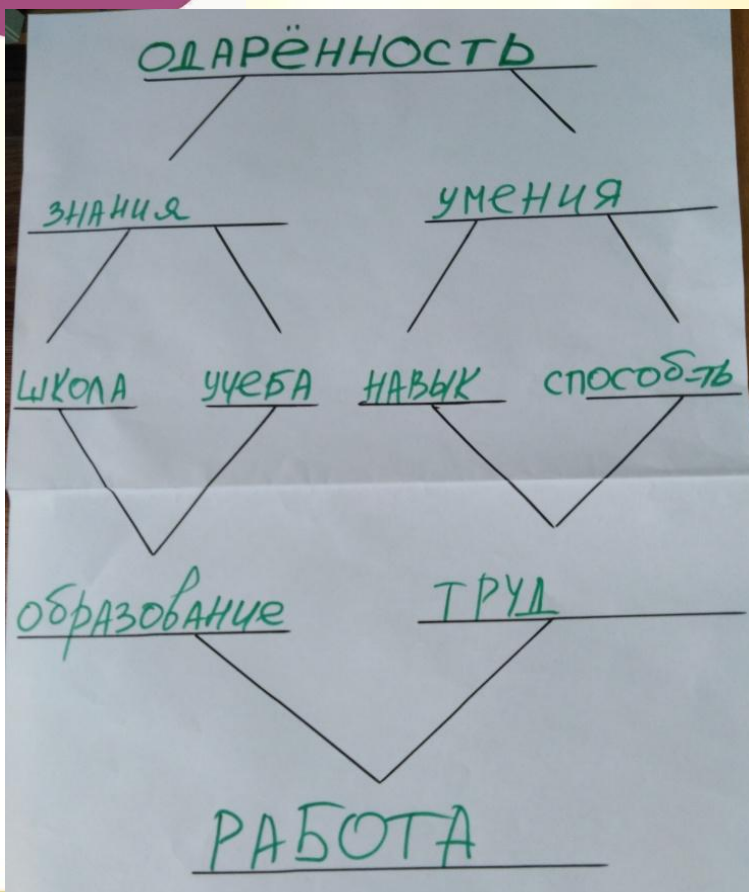 ОДАРЁННОСТЬ
ЗНАНИЯ УМЕНИЯ
ШКОЛА УЧЕБА НАВЫК СПОСОБ-ТЬ
ОБРАЗОВАНИЕ ТРУД
РАБОТА